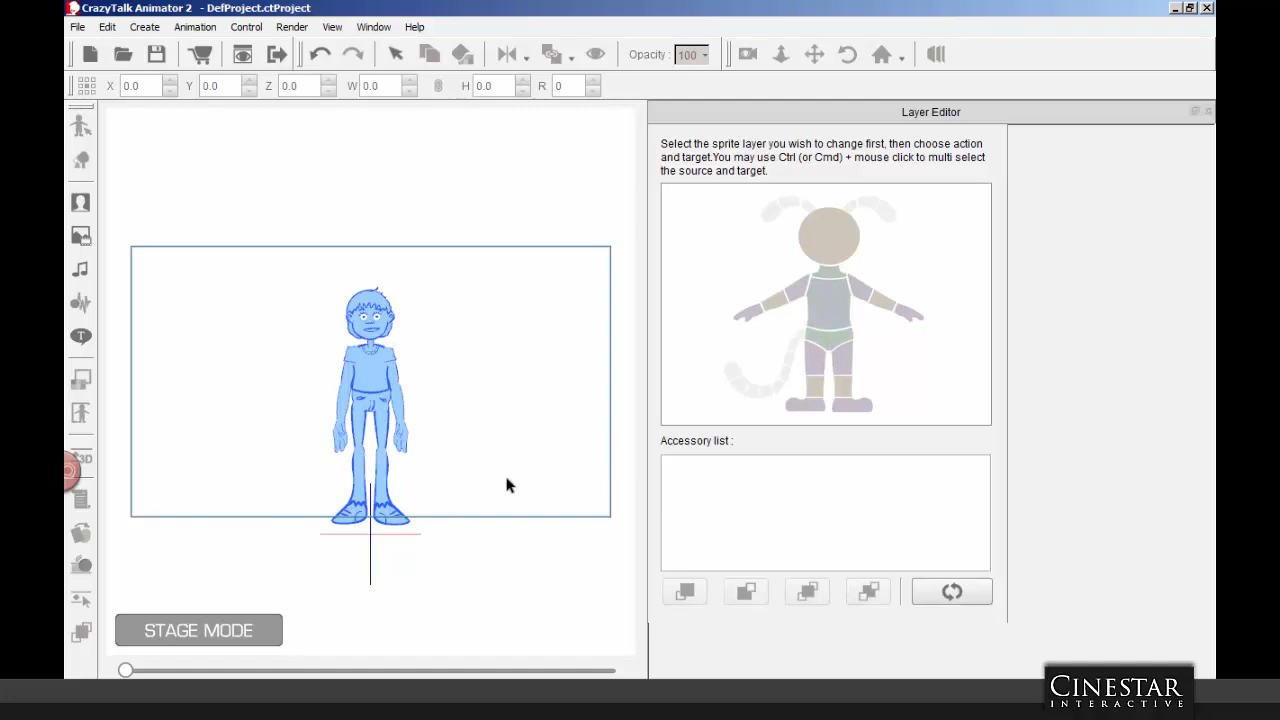 CrazyTalk Animator 2 - DefProject.ctProject
File Edit Create Animation Control Render View Window Help
Opacity : 100
X 0.0 Y 0.0 Z 0.0 W 0.0 H 0.0 R 0
Layer Editor
Select the sprite layer you wish to change first, then choose action
and target.You may use Ctrl (or Cmd) + mouse click to multi select
the source and target.
Accessory list :
T
3D
STAGE MODE
CINESTAR
INTERACTIVE